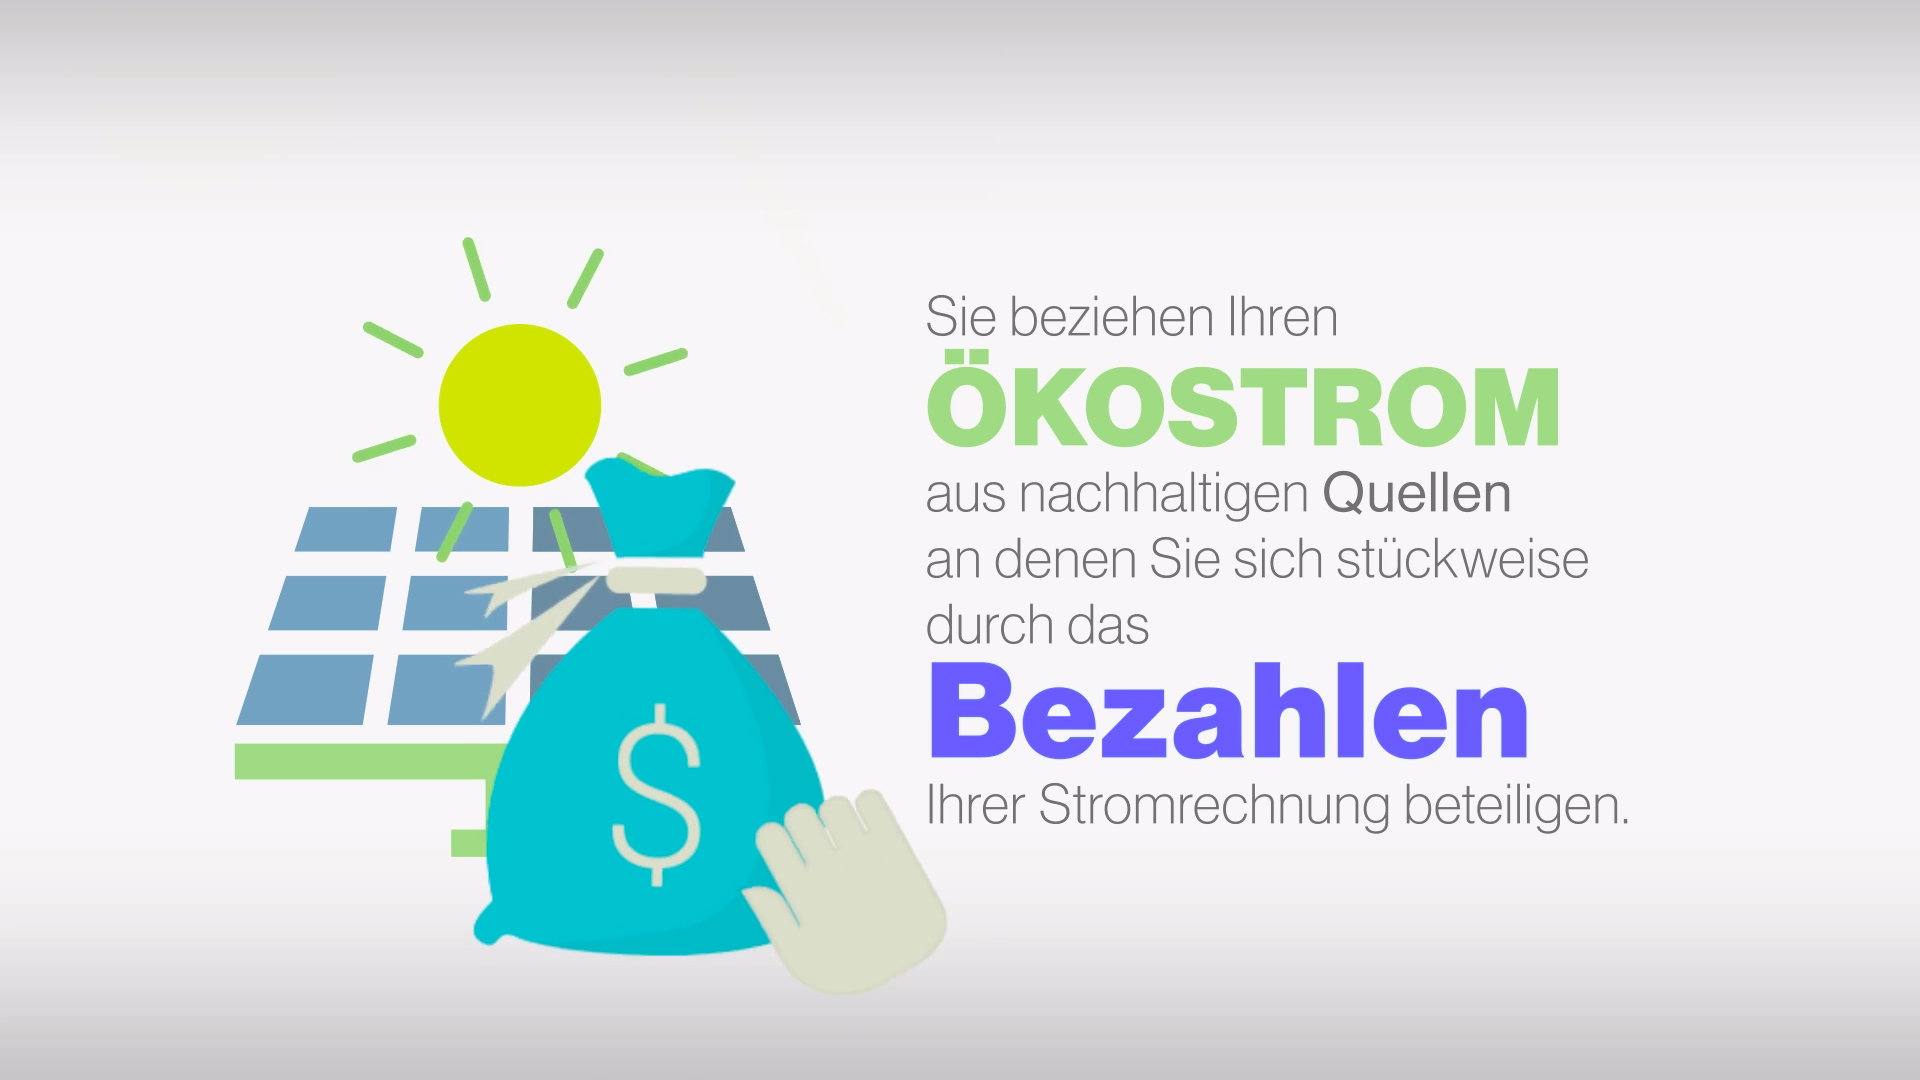 Sie beziehen Ihren
ÖKOSTROM
aus nachhaltigen Quellen
an denen Sie sich stückweise
durch das
Bezahlen
Ihrer Stromrechnung beteiligen.
$